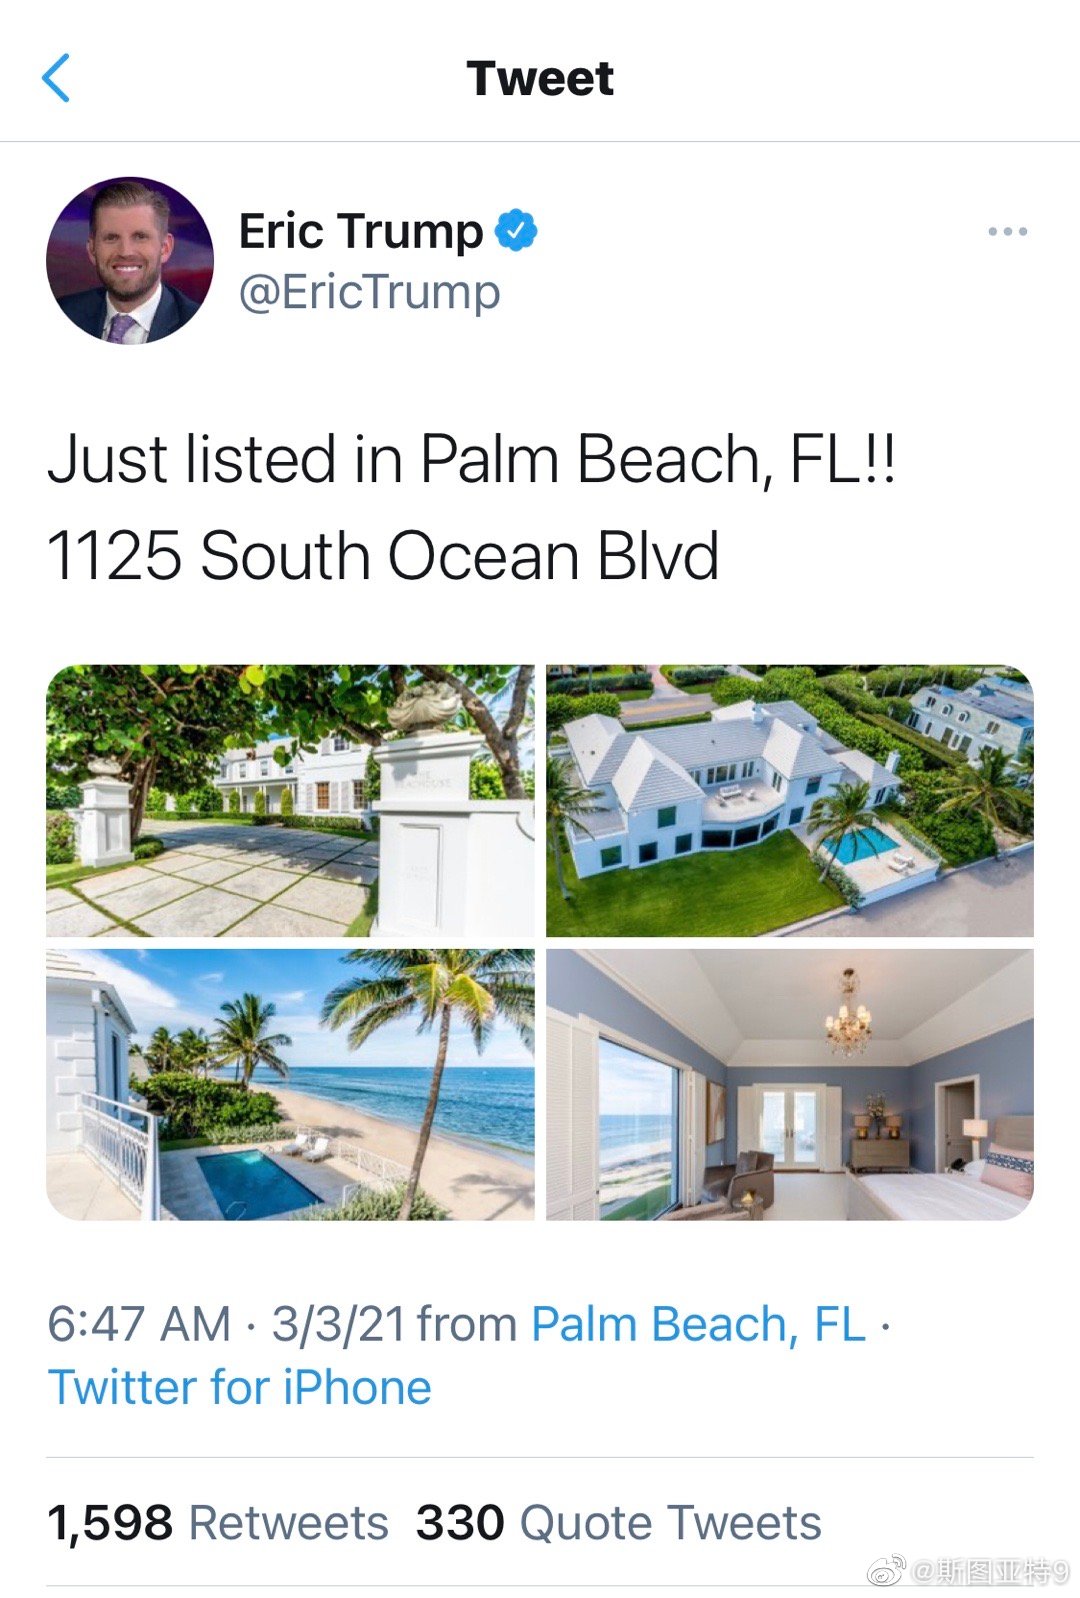 Tweet
Eric Trump
@EricTrump
Just listed in Palm Beach, FL!!
1125 South Ocean Blvd
6:47 AM · 3/3/21 from Palm Beach, FL ·
Twitter for iPhone
1,598 Retweets 330 Quote Tweets
@斯图亚特9